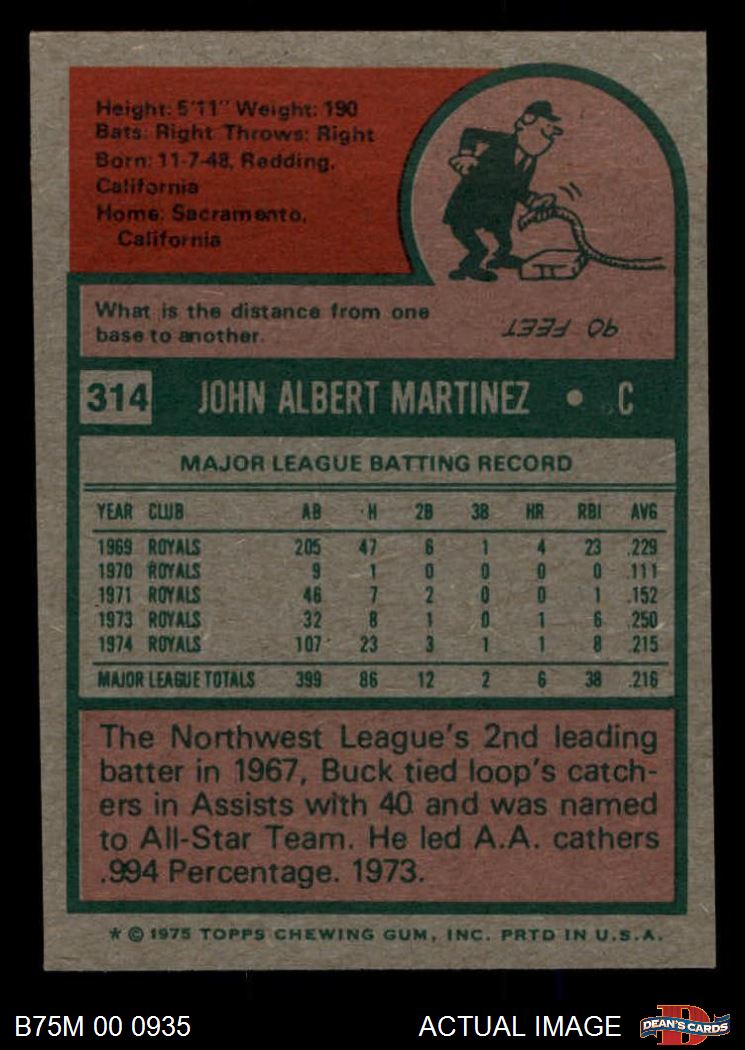 Height: 5'11" Weight: 190
Bats: Right Throws: Right
Born: 11-7-48, Redding,
California
Home: Sacramento,
California
What is the distance from one
base to another.
90 FEET
314 JOHN ALBERT MARTINEZ • C
MAJOR LEAGUE BATTING RECORD
YEAR CLUB AB H 2B 3B HR RBI AVG
1969 ROYALS 205 47 6 1 4 23 .229
1970 ROYALS 9 1 0 0 0 0 .111
1971 ROYALS 46 7 2 0 0 1 .152
1973 ROYALS 32 8 1 0 1 6 .250
1974 ROYALS 107 23 3 1 1 8 .215
MAJOR LEAGUE TOTALS 399 86 12 2 6 38 .216
The Northwest League's 2nd leading
batter in 1967, Buck tied loop's catch-
ers in Assists with 40 and was named
to All-Star Team. He led A.A. cathers
.994 Percentage. 1973.
* © 1975 TOPPS CHEWING GUM, INC. PRTD IN U.S.A.
B75M 00 0935 ACTUAL IMAGE DEAN'S CARDS